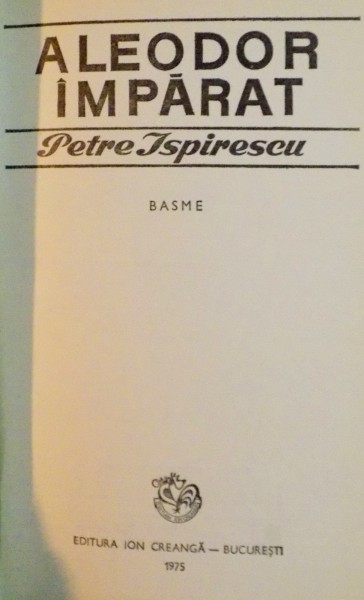 ALEODOR
ÎMPĂRAT
Petre Ispirescu
BASME
EDITURA ION CREANGĂ — BUCUREȘTI
1975